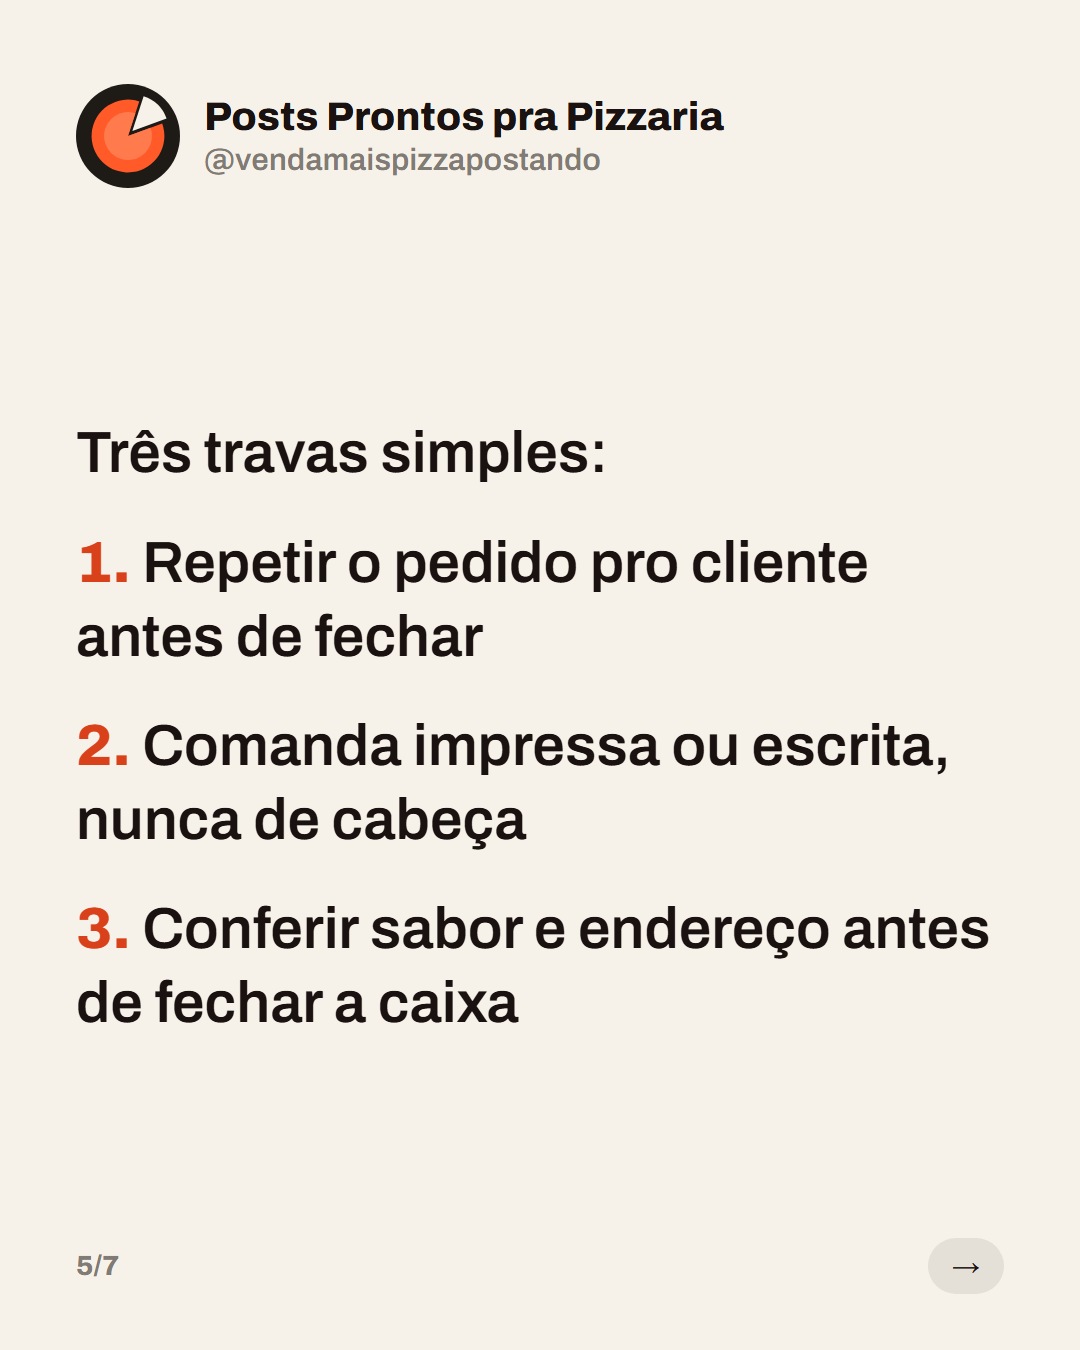 Posts Prontos pra Pizzaria
@vendamaispizzapostando
Três travas simples:
1. Repetir o pedido pro cliente
antes de fechar
2. Comanda impressa ou escrita,
nunca de cabeça
3. Conferir sabor e endereço antes
de fechar a caixa
5/7
→